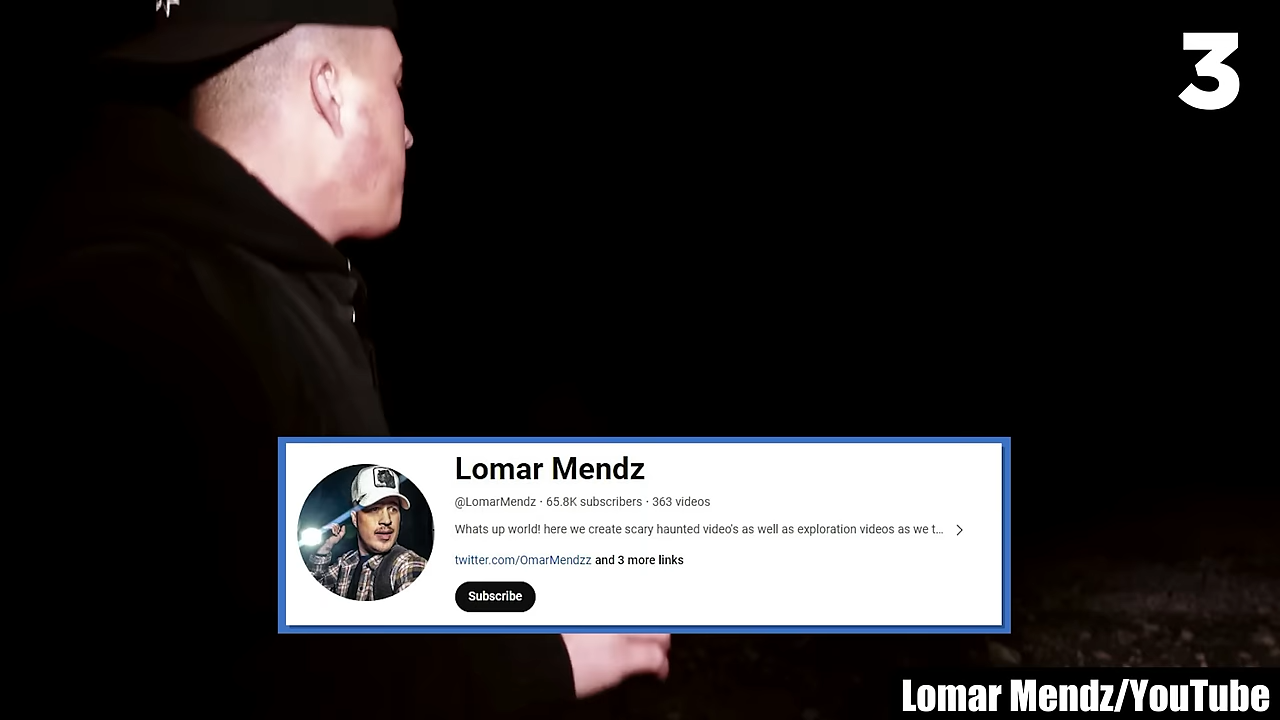 3
Lomar Mendz
@LomarMendz · 65.8K subscribers · 363 videos
Whats up world! here we create scary haunted video's as well as exploration videos as we t...
twitter.com/OmarMendzz and 3 more links
Subscribe
Lomar Mendz/YouTube